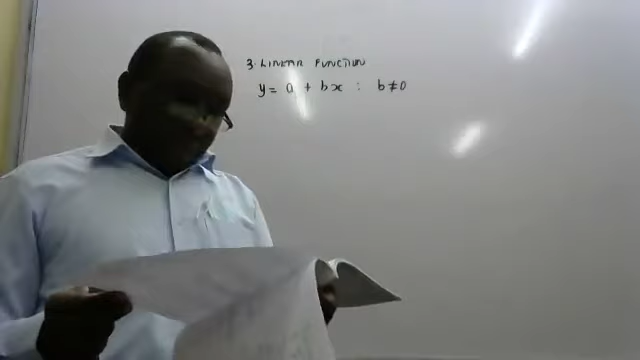 3. LINEAR FUNCTION
y = a + bx : b ≠ 0